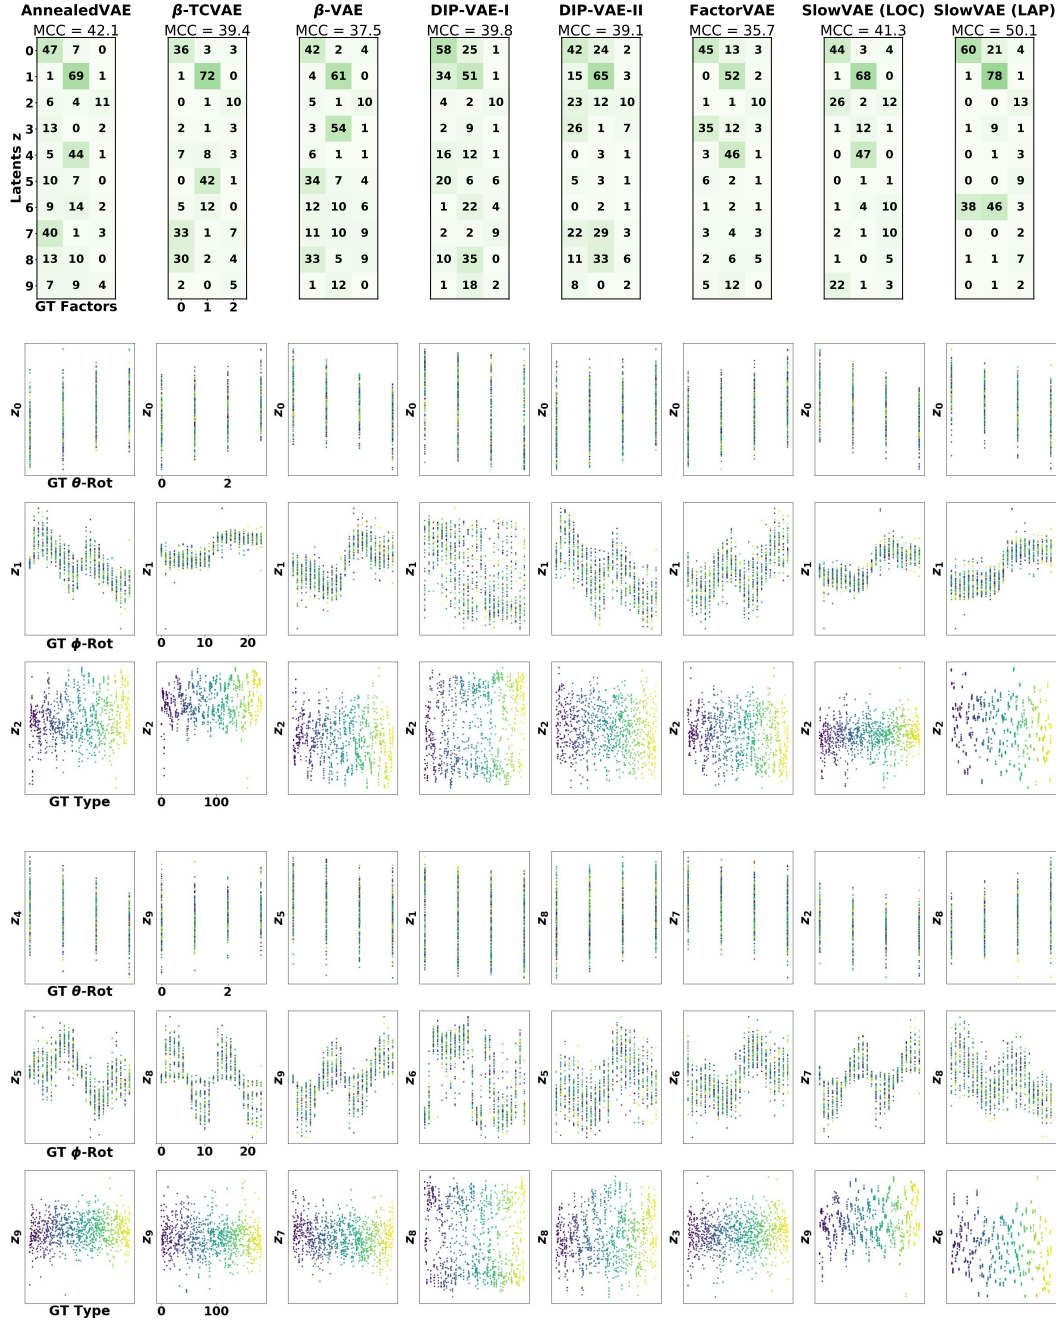 AnnealedVAE β-TCVAE β-VAE DIP-VAE-I DIP-VAE-II FactorVAE SlowVAE (LOC) SlowVAE (LAP)
MCC = 42.1 MCC = 39.4 MCC = 37.5 MCC = 39.8 MCC = 39.1 MCC = 35.7 MCC = 41.3 MCC = 50.1
Latents z
0 47 7 0 36 3 3 42 2 4 58 25 1 42 24 2 45 13 3 44 3 4 60 21 4
1 1 69 1 1 72 0 4 61 0 34 51 1 15 65 3 0 52 2 1 68 0 1 78 1
2 6 4 11 0 1 10 5 1 10 4 2 10 23 12 10 1 1 10 26 2 12 0 0 13
3 13 0 2 2 1 3 3 54 1 2 9 1 26 1 7 35 12 3 1 12 1 1 9 1
4 5 44 1 7 8 3 6 1 1 16 12 1 0 3 1 3 46 1 0 47 0 0 1 3
5 10 7 0 0 42 1 34 7 4 20 6 6 5 3 1 6 2 1 0 1 1 0 0 9
6 9 14 2 5 12 0 12 10 6 1 22 4 0 2 1 1 2 1 1 4 10 38 46 3
7 40 1 3 33 1 7 11 10 9 2 2 9 22 29 3 3 4 3 2 1 10 0 0 2
8 13 10 0 30 2 4 33 5 9 10 35 0 11 33 6 2 6 5 1 0 5 1 1 7
9 7 9 4 2 0 5 1 12 0 1 18 2 8 0 2 5 12 0 22 1 3 0 1 2
GT Factors 0 1 2
z0 z0 z0 z0 z0 z0 z0 z0
GT θ-Rot 0 2
z1 z1 z1 z1 z1 z1 z1 z1
GT ϕ-Rot 0 10 20
z2 z2 z2 z2 z2 z2 z2 z2
GT Type 0 100
z4 z9 z5 z1 z8 z7 z2 z8
GT θ-Rot 0 2
z5 z8 z9 z6 z5 z6 z7 z8
GT ϕ-Rot 0 10 20
z9 z9 z7 z8 z8 z3 z9 z6
GT Type 0 100